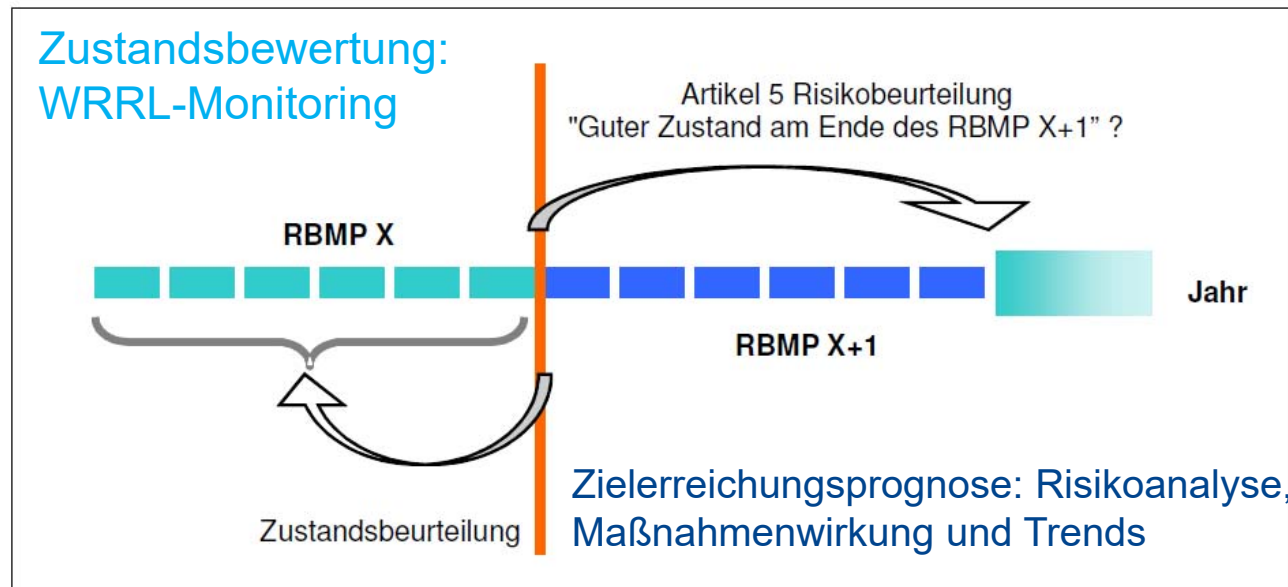 Zustandsbewertung:
WRRL-Monitoring
Artikel 5 Risikobeurteilung
"Guter Zustand am Ende des RBMP X+1” ?
RBMP X
Jahr
RBMP X+1
Zustandsbeurteilung
Zielerreichungsprognose: Risikoanalyse,
Maßnahmenwirkung und Trends